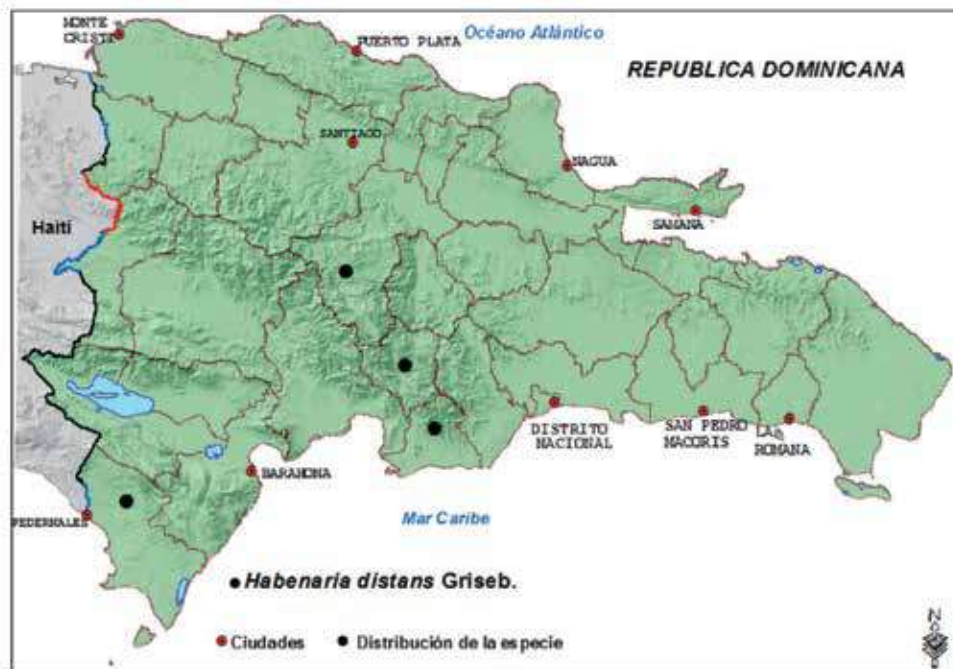 MONTE
CRISTI
PUERTO PLATA
Océano Atlántico
REPUBLICA DOMINICANA
SANTIAGO
NAGUA
SAMANA
Haití
DISTRITO
NACIONAL
SAN PEDRO
MACORIS
LA
ROMANA
BARAHONA
PEDERNALES
Mar Caribe
Habenaria distans Griseb.
Ciudades
Distribución de la especie
N